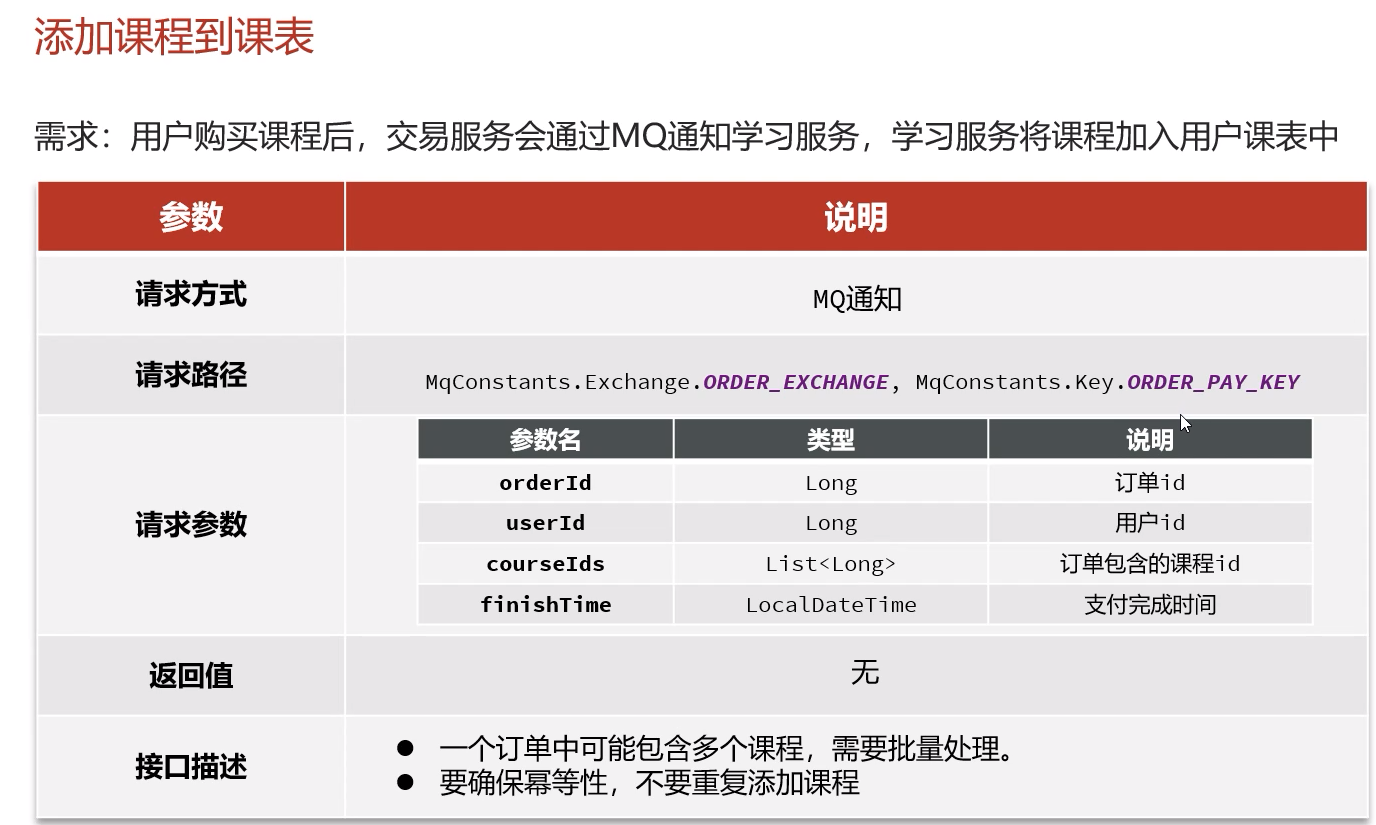 添加课程到课表
需求：用户购买课程后，交易服务会通过MQ通知学习服务，学习服务将课程加入用户课表中
参数 说明
请求方式 MQ通知
请求路径 MqConstants.Exchange.ORDER_EXCHANGE, MqConstants.Key.ORDER_PAY_KEY
请求参数
参数名 类型 说明
orderId Long 订单id
userId Long 用户id
courseIds List<Long> 订单包含的课程id
finishTime LocalDateTime 支付完成时间
返回值 无
接口描述
● 一个订单中可能包含多个课程，需要批量处理。
● 要确保幂等性，不要重复添加课程